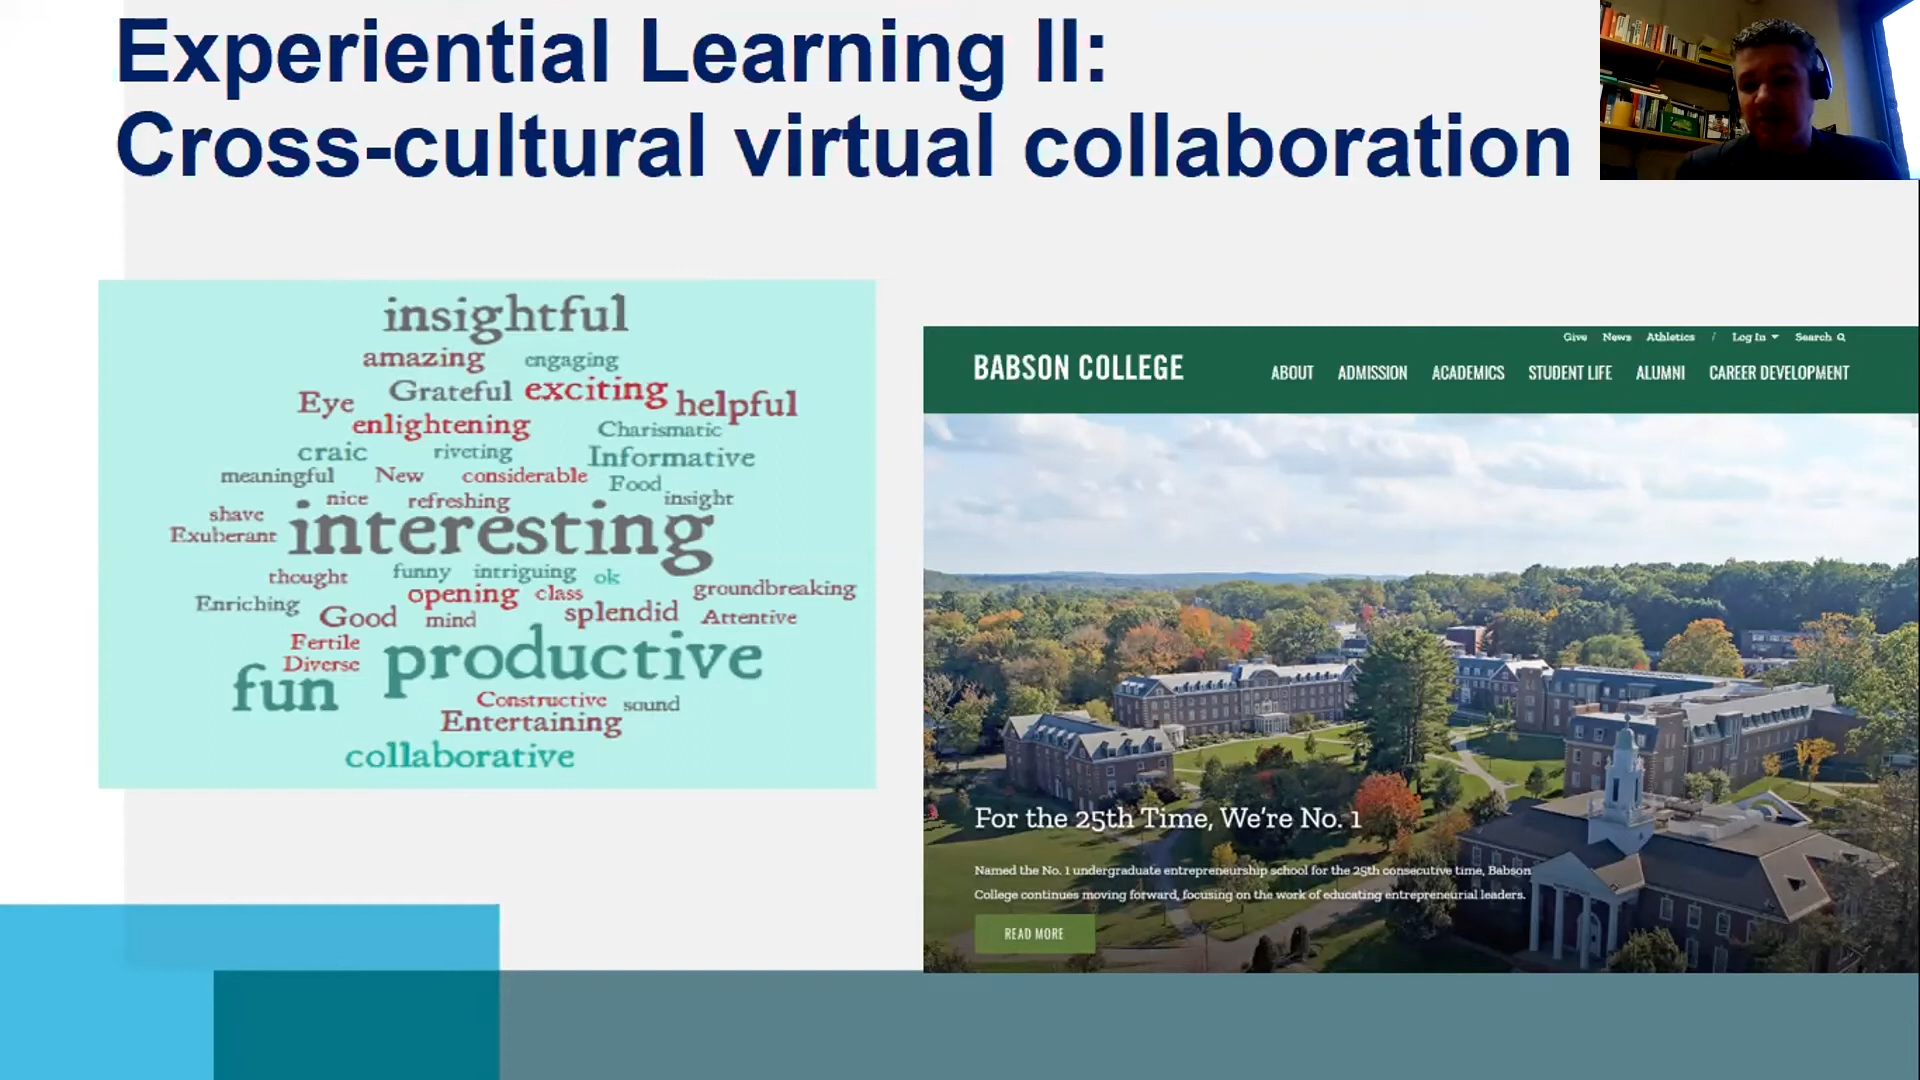 Experiential Learning II:
Cross-cultural virtual collaboration
insightful
amazing engaging
Grateful exciting
Eye helpful
enlightening Charismatic
craic riveting Informative
meaningful New considerable Food
nice refreshing insight
shave
Exuberant interesting
thought funny intriguing ok
opening class groundbreaking
Enriching Good mind splendid Attentive
Fertile
Diverse productive
fun
Constructive sound
Entertaining
collaborative
Give News Athletics / Log In Search
BABSON COLLEGE
ABOUT ADMISSION ACADEMICS STUDENT LIFE ALUMNI CAREER DEVELOPMENT
For the 25th Time, We're No. 1
Named the No. 1 undergraduate entrepreneurship school for the 25th consecutive time, Babson
College continues moving forward, focusing on the work of educating entrepreneurial leaders.
READ MORE